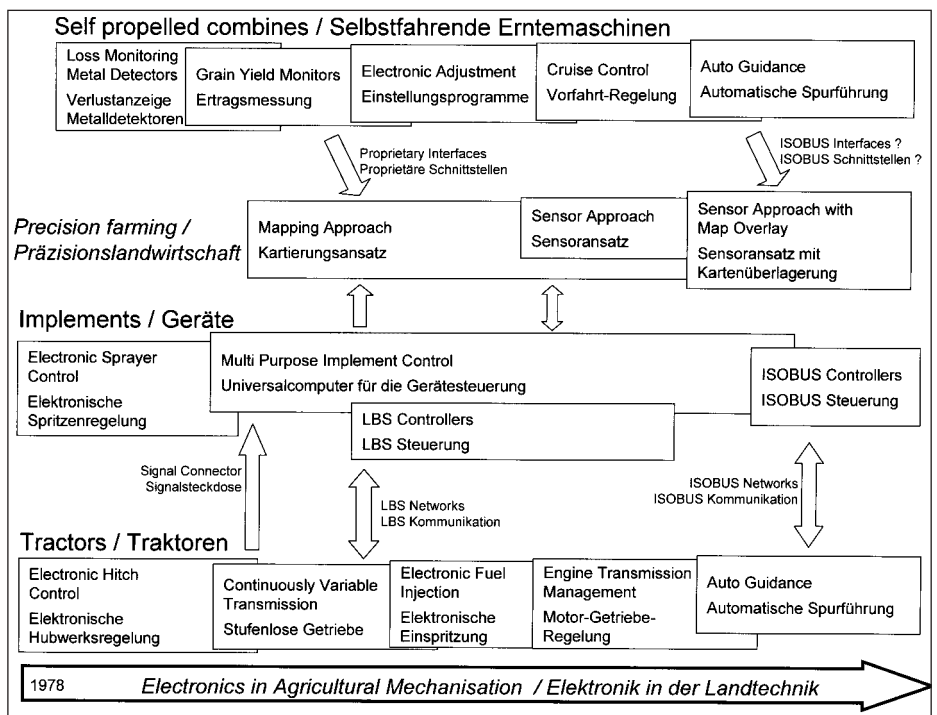 Self propelled combines / Selbstfahrende Erntemaschinen
Loss Monitoring
Metal Detectors
Verlustanzeige
Metalldetektoren
Grain Yield Monitors
Ertragsmessung
Electronic Adjustment
Einstellungsprogramme
Cruise Control
Vorfahrt-Regelung
Auto Guidance
Automatische Spurführung
Proprietary Interfaces
Proprietäre Schnittstellen
ISOBUS Interfaces ?
ISOBUS Schnittstellen ?
Precision farming /
Präzisionslandwirtschaft
Mapping Approach
Kartierungsansatz
Sensor Approach
Sensoransatz
Sensor Approach with
Map Overlay
Sensoransatz mit
Kartenüberlagerung
Implements / Geräte
Electronic Sprayer
Control
Elektronische
Spritzenregelung
Multi Purpose Implement Control
Universalcomputer für die Gerätesteuerung
LBS Controllers
LBS Steuerung
ISOBUS Controllers
ISOBUS Steuerung
Signal Connector
Signalsteckdose
LBS Networks
LBS Kommunikation
ISOBUS Networks
ISOBUS Kommunikation
Tractors / Traktoren
Electronic Hitch
Control
Elektronische
Hubwerksregelung
Continuously Variable
Transmission
Stufenlose Getriebe
Electronic Fuel
Injection
Elektronische
Einspritzung
Engine Transmission
Management
Motor-Getriebe-
Regelung
Auto Guidance
Automatische Spurführung
1978
Electronics in Agricultural Mechanisation / Elektronik in der Landtechnik